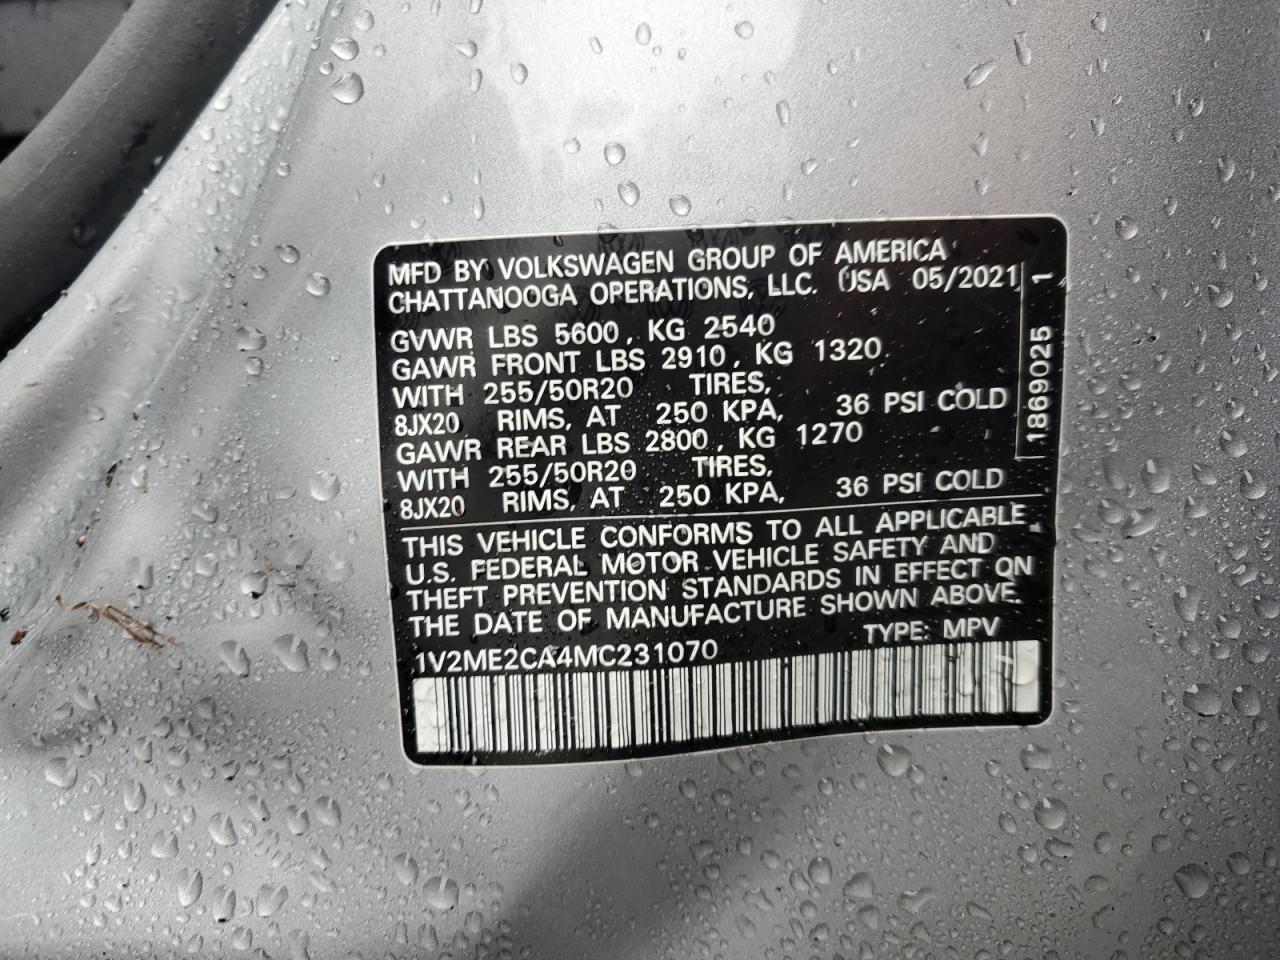 MFD BY VOLKSWAGEN GROUP OF AMERICA
CHATTANOOGA OPERATIONS, LLC. USA 05/2021
GVWR LBS 5600, KG 2540
GAWR FRONT LBS 2910, KG 1320
WITH 255/50R20 TIRES,
8JX20 RIMS, AT 250 KPA, 36 PSI COLD
GAWR REAR LBS 2800, KG 1270
WITH 255/50R20 TIRES,
8JX20 RIMS, AT 250 KPA, 36 PSI COLD
1869025 1
THIS VEHICLE CONFORMS TO ALL APPLICABLE
U.S. FEDERAL MOTOR VEHICLE SAFETY AND
THEFT PREVENTION STANDARDS IN EFFECT ON
THE DATE OF MANUFACTURE SHOWN ABOVE.
TYPE: MPV
1V2ME2CA4MC231070